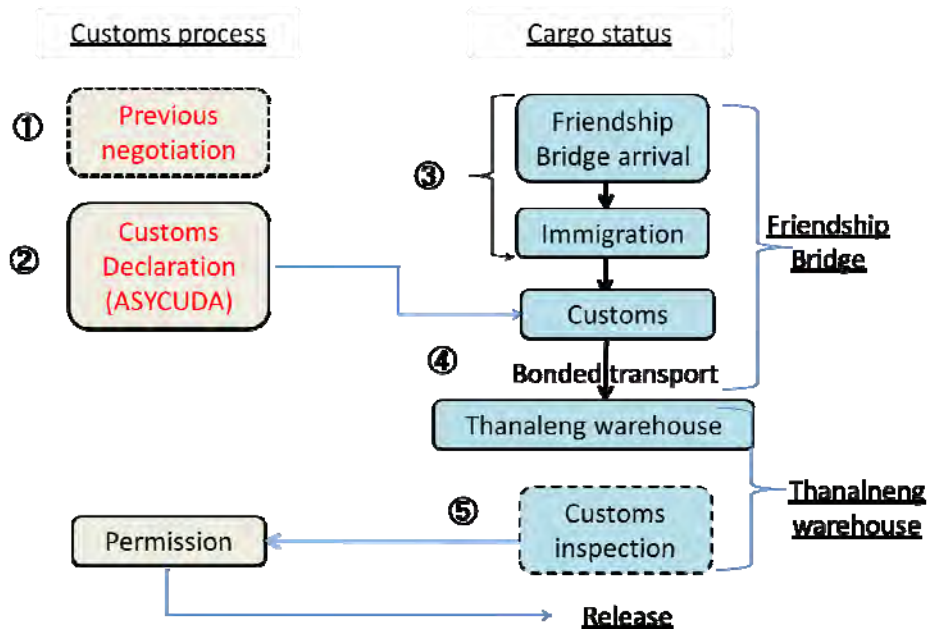 Customs process
Cargo status
①
Previous
negotiation
②
Customs
Declaration
(ASYCUDA)
③
Friendship
Bridge arrival
Immigration
Customs
Friendship
Bridge
④
Bonded transport
Thanaleng warehouse
Thanalneng
warehouse
⑤
Customs
inspection
Permission
Release